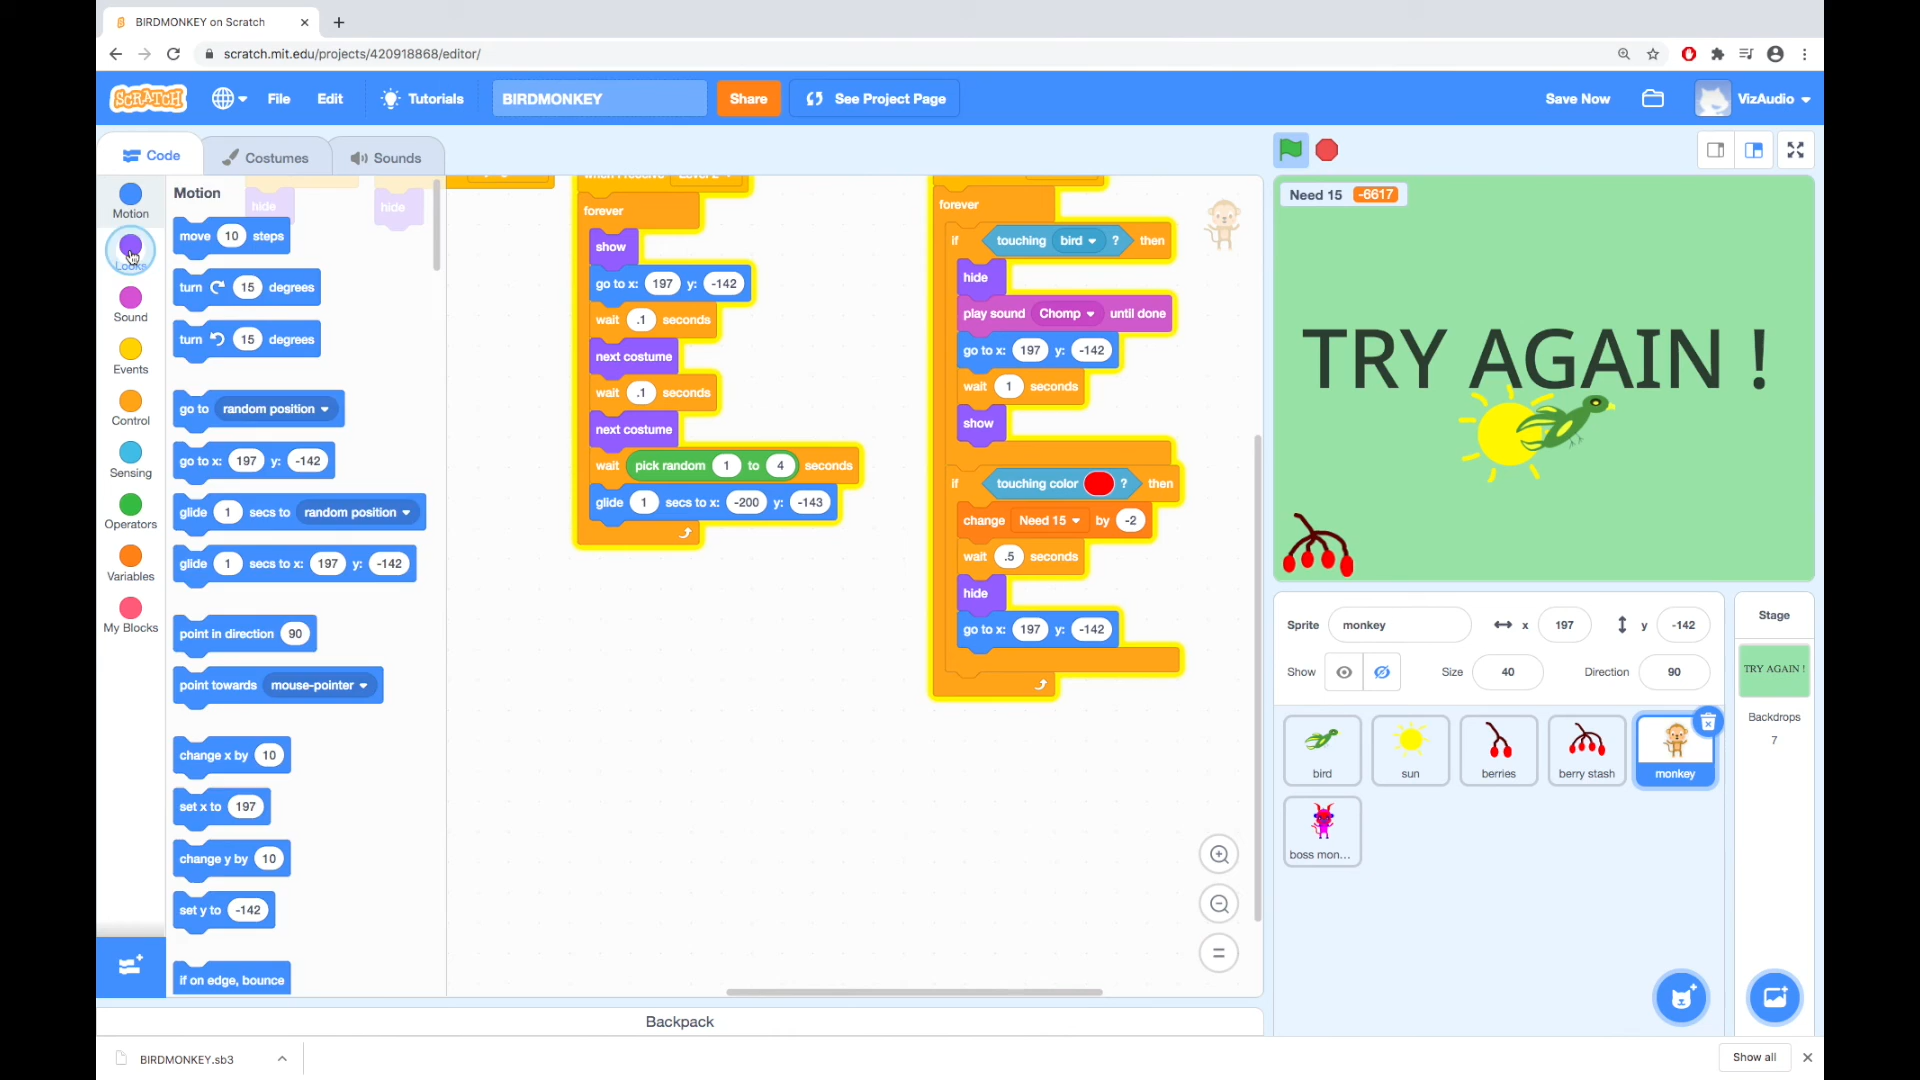 BIRDMONKEY on Scratch
scratch.mit.edu/projects/420918868/editor/
SCRATCH
File
Edit
Tutorials
BIRDMONKEY
Share
See Project Page
Save Now
VizAudio
Code
Costumes
Sounds
Motion
Looks
Sound
Events
Control
Sensing
Operators
Variables
My Blocks
Motion
hide
hide
move 10 steps
turn 15 degrees
turn 15 degrees
go to random position
go to x: 197 y: -142
glide 1 secs to random position
glide 1 secs to x: 197 y: -142
point in direction 90
point towards mouse-pointer
change x by 10
set x to 197
change y by 10
set y to -142
if on edge, bounce
forever
show
go to x: 197 y: -142
wait .1 seconds
next costume
wait .1 seconds
next costume
wait pick random 1 to 4 seconds
glide 1 secs to x: -200 y: -143
forever
if touching bird ? then
hide
play sound Chomp until done
go to x: 197 y: -142
wait 1 seconds
show
if touching color ? then
change Need 15 by -2
wait .5 seconds
hide
go to x: 197 y: -142
Need 15 -6617
TRY AGAIN !
Sprite monkey x 197 y -142
Show Size 40 Direction 90
bird
sun
berries
berry stash
monkey
boss mon...
Stage
TRY AGAIN !
Backdrops
7
Backpack
BIRDMONKEY.sb3
Show all